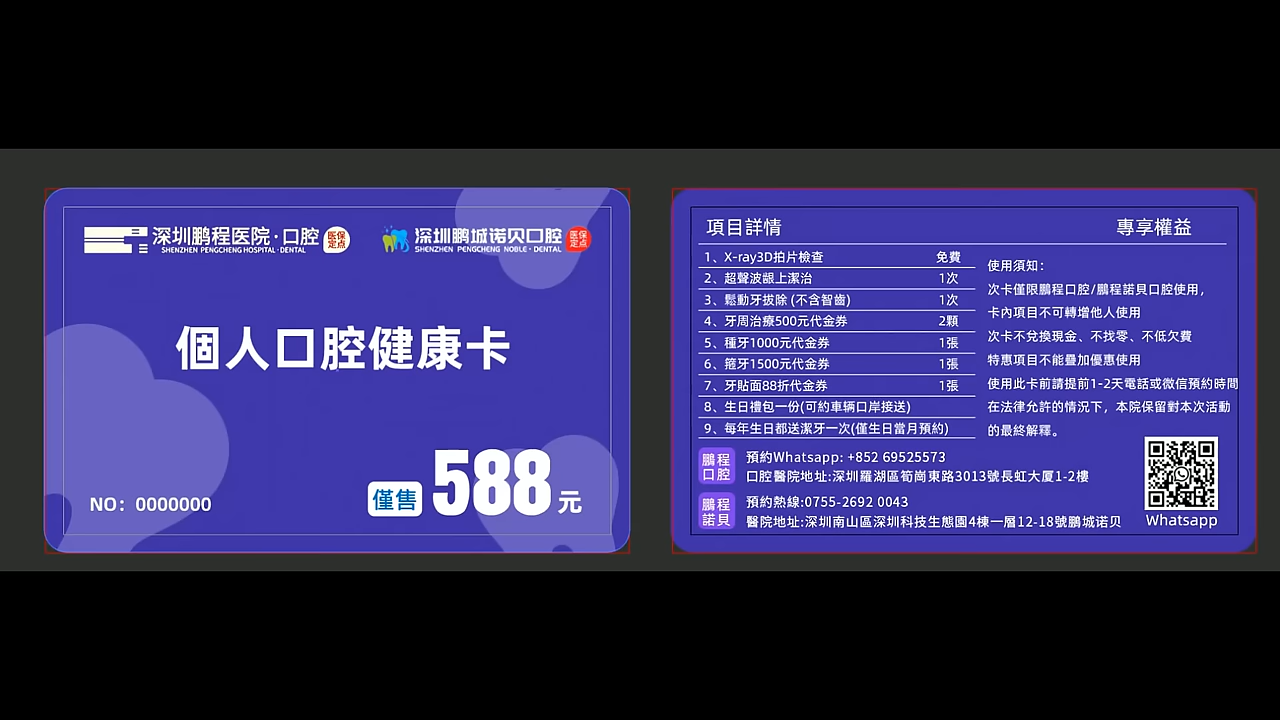 深圳鹏程医院·口腔
SHENZHEN PENGCHENG HOSPITAL·DENTAL
医保
定点
深圳鹏城诺贝口腔
SHENZHEN PENGCHENG NOBLE·DENTAL
医保
定点
個人口腔健康卡
NO：0000000
僅售588元
項目詳情
1、X-ray3D拍片檢查 免費
2、超聲波齦上潔治 1次
3、鬆動牙拔除 (不含智齒) 1次
4、牙周治療500元代金券 2顆
5、種牙1000元代金券 1張
6、箍牙1500元代金券 1張
7、牙貼面88折代金券 1張
8、生日禮包一份(可約車辆口岸接送)
9、每年生日都送潔牙一次(僅生日當月預約)
專享權益
使用須知：
次卡僅限鵬程口腔/鵬程諾貝口腔使用，
卡內項目不可轉增他人使用
次卡不兌換現金、不找零、不低欠費
特惠項目不能疊加優惠使用
使用此卡前請提前1-2天電話或微信預約時間
在法律允許的情況下，本院保留對本次活動
的最終解釋。
鵬程
口腔
預約Whatsapp: +852 69525573
口腔醫院地址:深圳羅湖區筍崗東路3013號長虹大厦1-2樓
鵬程
諾貝
預約熱線:0755-2692 0043
醫院地址:深圳南山區深圳科技生態園4棟一層12-18號鵬城诺贝
Whatsapp